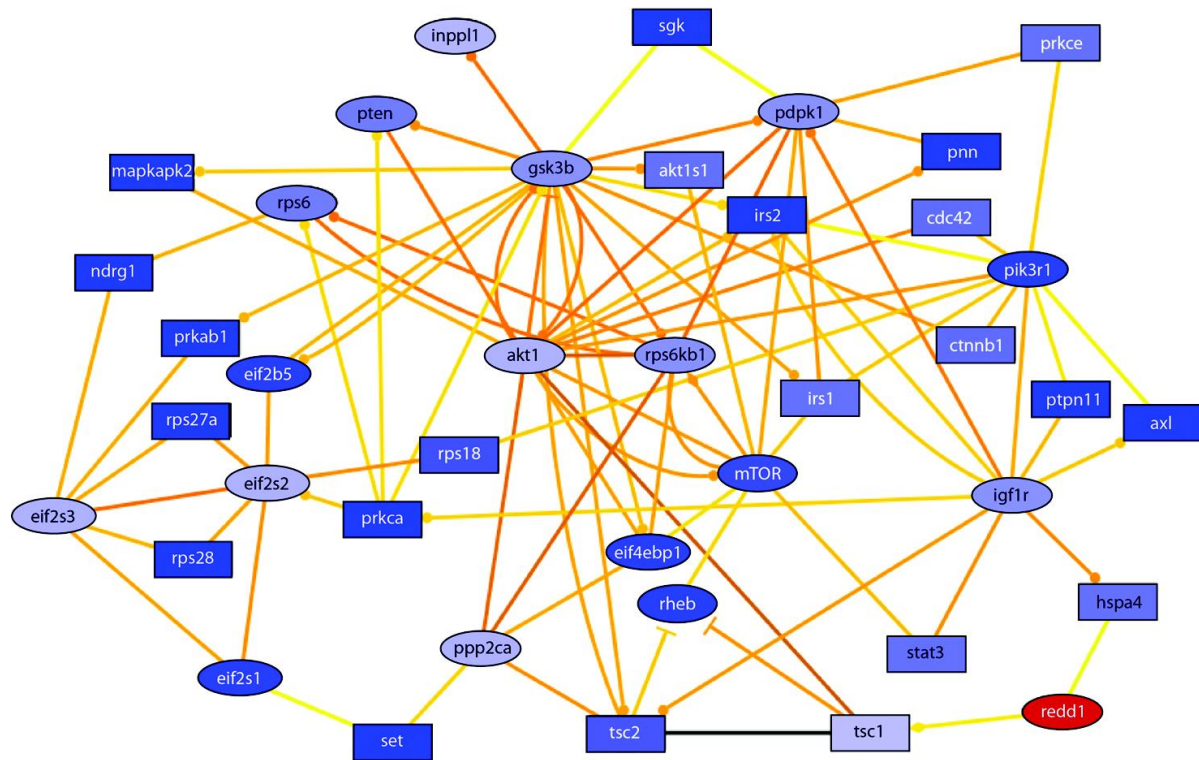 sgk
inppl1
prkce
pten
pdpk1
mapkapk2
gsk3b
akt1s1
pnn
rps6
irs2
cdc42
ndrg1
pik3r1
prkab1
eif2b5
akt1
rps6kb1
ctnnb1
irs1
ptpn11
axl
rps27a
rps18
mTOR
eif2s2
igf1r
eif2s3
prkca
rps28
eif4ebp1
rheb
hspa4
ppp2ca
stat3
eif2s1
redd1
set
tsc2
tsc1